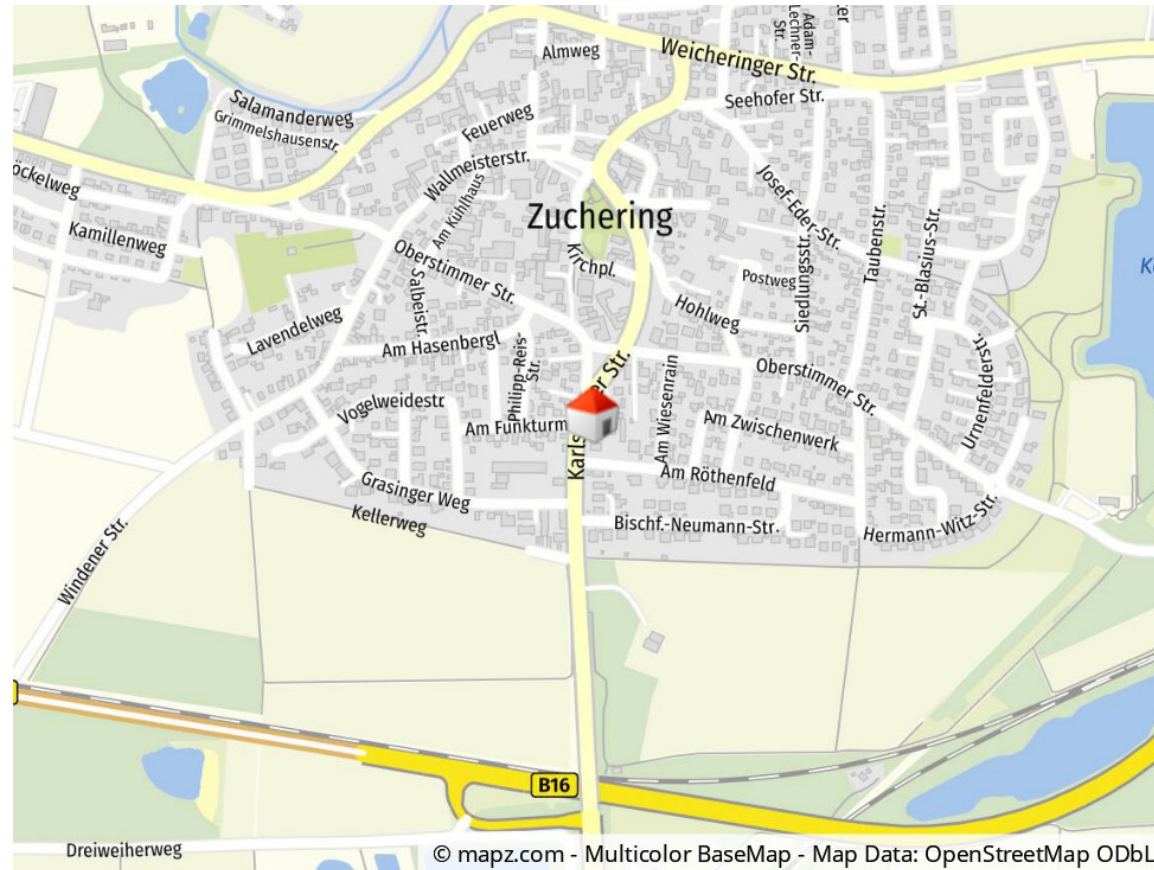 Almweg
Weicheringer Str.
Adam-
Lechner-
Str.
Seehofer Str.
Salamanderweg
Grimmelshausenstr.
Feuerweg
Wallmeisterstr.
Am Kühlhaus
Josef-Eder-Str.
Kamillenweg
Zuchering
Oberstimmer Str.
Kirchpl.
Salbeistr.
Postweg
Siedlungsstr.
Taubenstr.
St.-Blasius-Str.
Hohlweg
Lavendelweg
Am Hasenbergl
Philipp-Reis-
Str.
Oberstimmer Str.
Urnenfelderstr.
Vogelweidestr.
Am Funkturm
Am Wiesenrain
Am Zwischenwerk
Am Röthenfeld
Grasinger Weg
Kellerweg
Bischf.-Neumann-Str.
Hermann-Witz-Str.
Windener Str.
B16
Dreiweiherweg
© mapz.com - Multicolor BaseMap - Map Data: OpenStreetMap ODbL